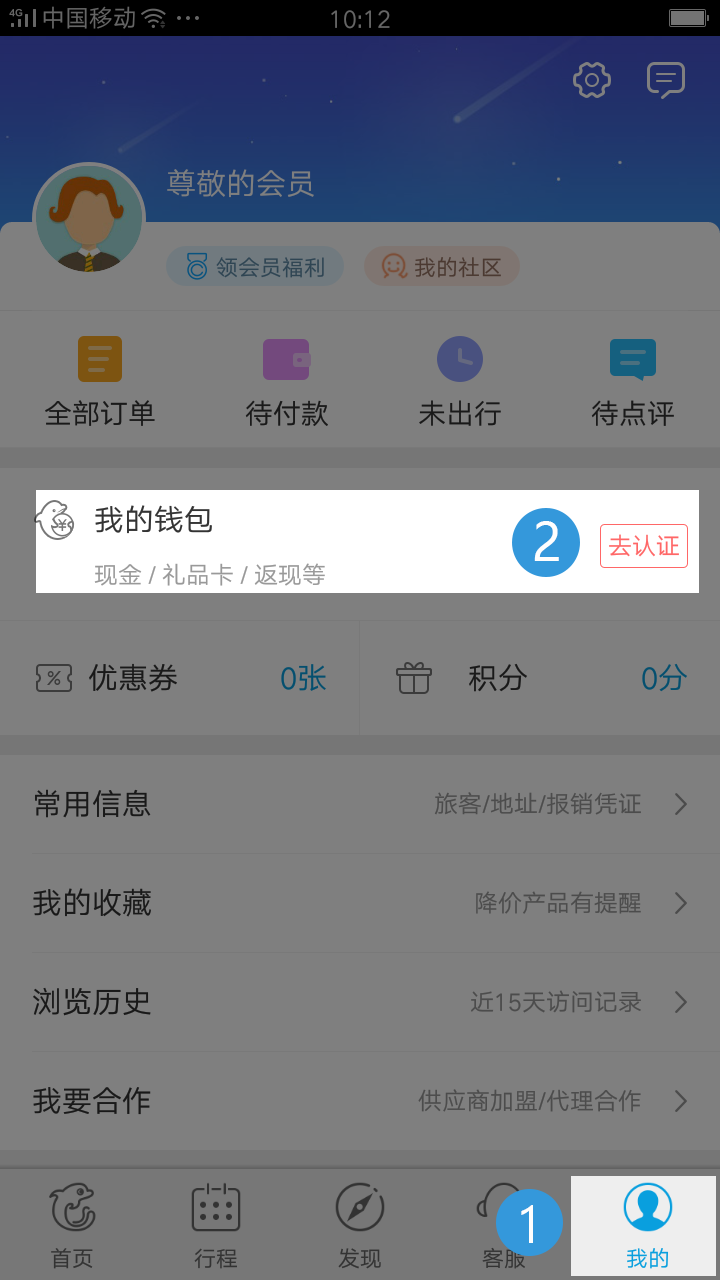 4G 中国移动 ··· 10:12
尊敬的会员
领会员福利 我的社区
全部订单 待付款 未出行 待点评
我的钱包 2 去认证
现金 / 礼品卡 / 返现等
优惠券 0张 积分 0分
常用信息 旅客/地址/报销凭证
我的收藏 降价产品有提醒
浏览历史 近15天访问记录
我要合作 供应商加盟/代理合作
1
首页 行程 发现 客服 我的